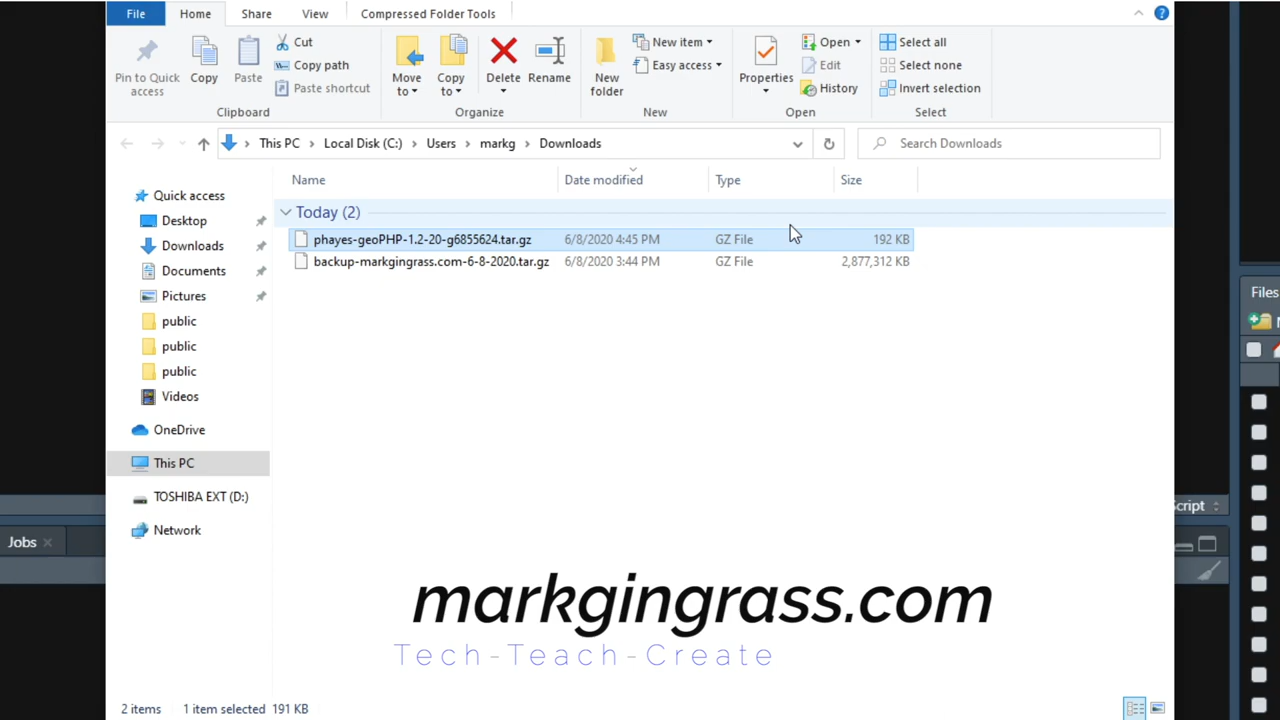 File Home Share View Compressed Folder Tools
Pin to Quick access
Copy
Paste
Cut
Copy path
Paste shortcut
Clipboard
Move to
Copy to
Delete
Rename
Organize
New folder
New item
Easy access
New
Properties
Open
Edit
History
Open
Select all
Select none
Invert selection
Select
This PC > Local Disk (C:) > Users > markg > Downloads
Search Downloads
Name Date modified Type Size
Quick access
Desktop
Downloads
Documents
Pictures
public
public
public
Videos
OneDrive
This PC
TOSHIBA EXT (D:)
Network
Today (2)
phayes-geoPHP-1.2-20-g6855624.tar.gz 6/8/2020 4:45 PM GZ File 192 KB
backup-markgingrass.com-6-8-2020.tar.gz 6/8/2020 3:44 PM GZ File 2,877,312 KB
markgingrass.com
Tech-Teach-Create
2 items 1 item selected 191 KB
Jobs
Files